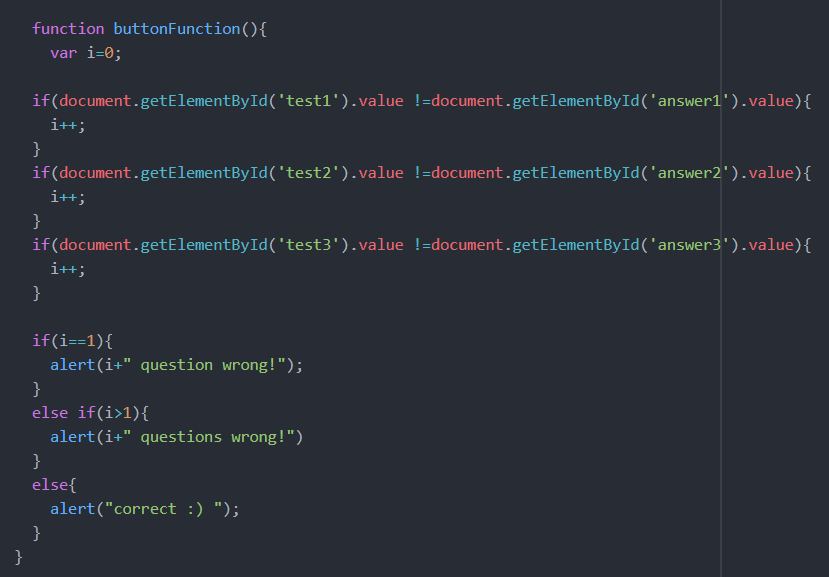 function buttonFunction(){
var i=0;
if(document.getElementById('test1').value !=document.getElementById('answer1').value){
i++;
}
if(document.getElementById('test2').value !=document.getElementById('answer2').value){
i++;
}
if(document.getElementById('test3').value !=document.getElementById('answer3').value){
i++;
}
if(i==1){
alert(i+" question wrong!");
}
else if(i>1){
alert(i+" questions wrong!")
}
else{
alert("correct :) ");
}
}